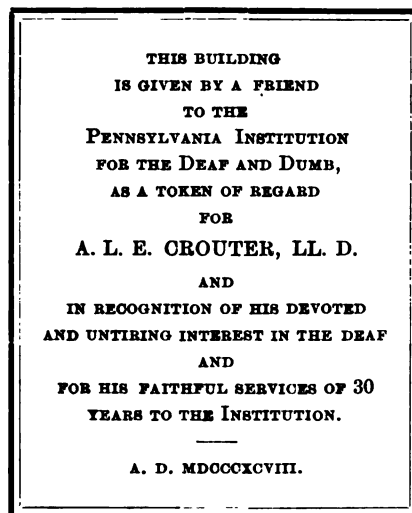 THIS BUILDING
IS GIVEN BY A FRIEND
TO THE
PENNSYLVANIA INSTITUTION
FOR THE DEAF AND DUMB,
AS A TOKEN OF REGARD
FOR
A. L. E. CROUTER, LL. D.
AND
IN RECOGNITION OF HIS DEVOTED
AND UNTIRING INTEREST IN THE DEAF
AND
FOR HIS FAITHFUL SERVICES OF 30
YEARS TO THE INSTITUTION.
A. D. MDCCCXCVIII.